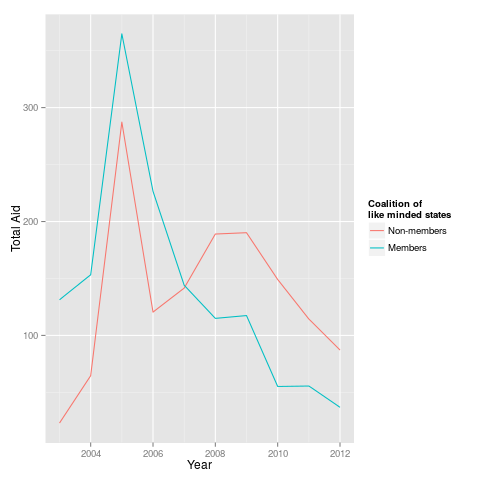 Total Aid
300
200
100
2004 2006 2008 2010 2012
Year
Coalition of
like minded states
Non-members
Members